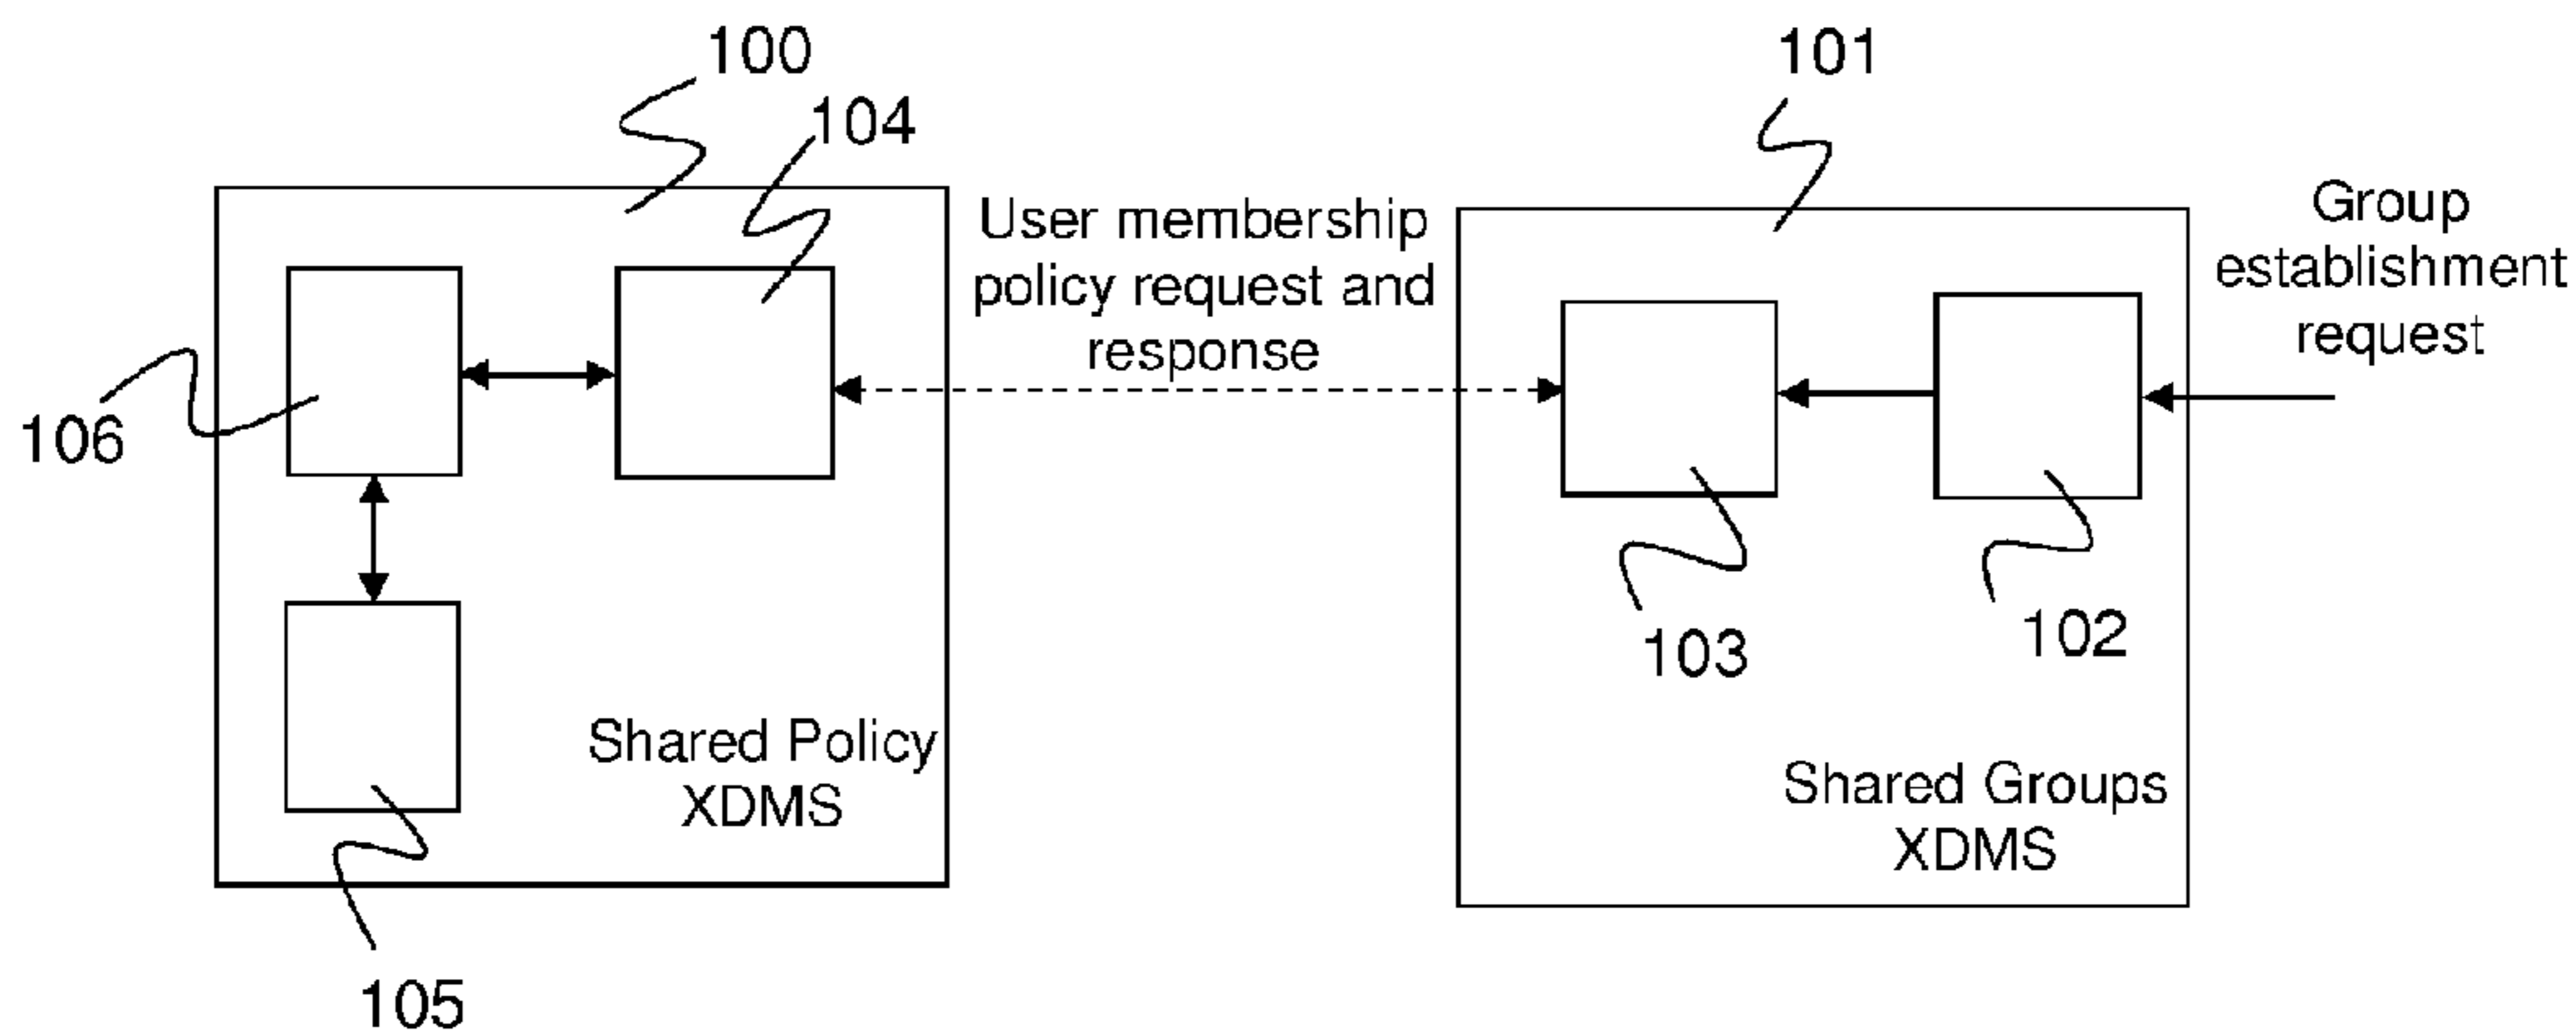 100
101
104
User membership
policy request and
response
Group
establishment
request
106
103
102
Shared Policy
XDMS
Shared Groups
XDMS
105